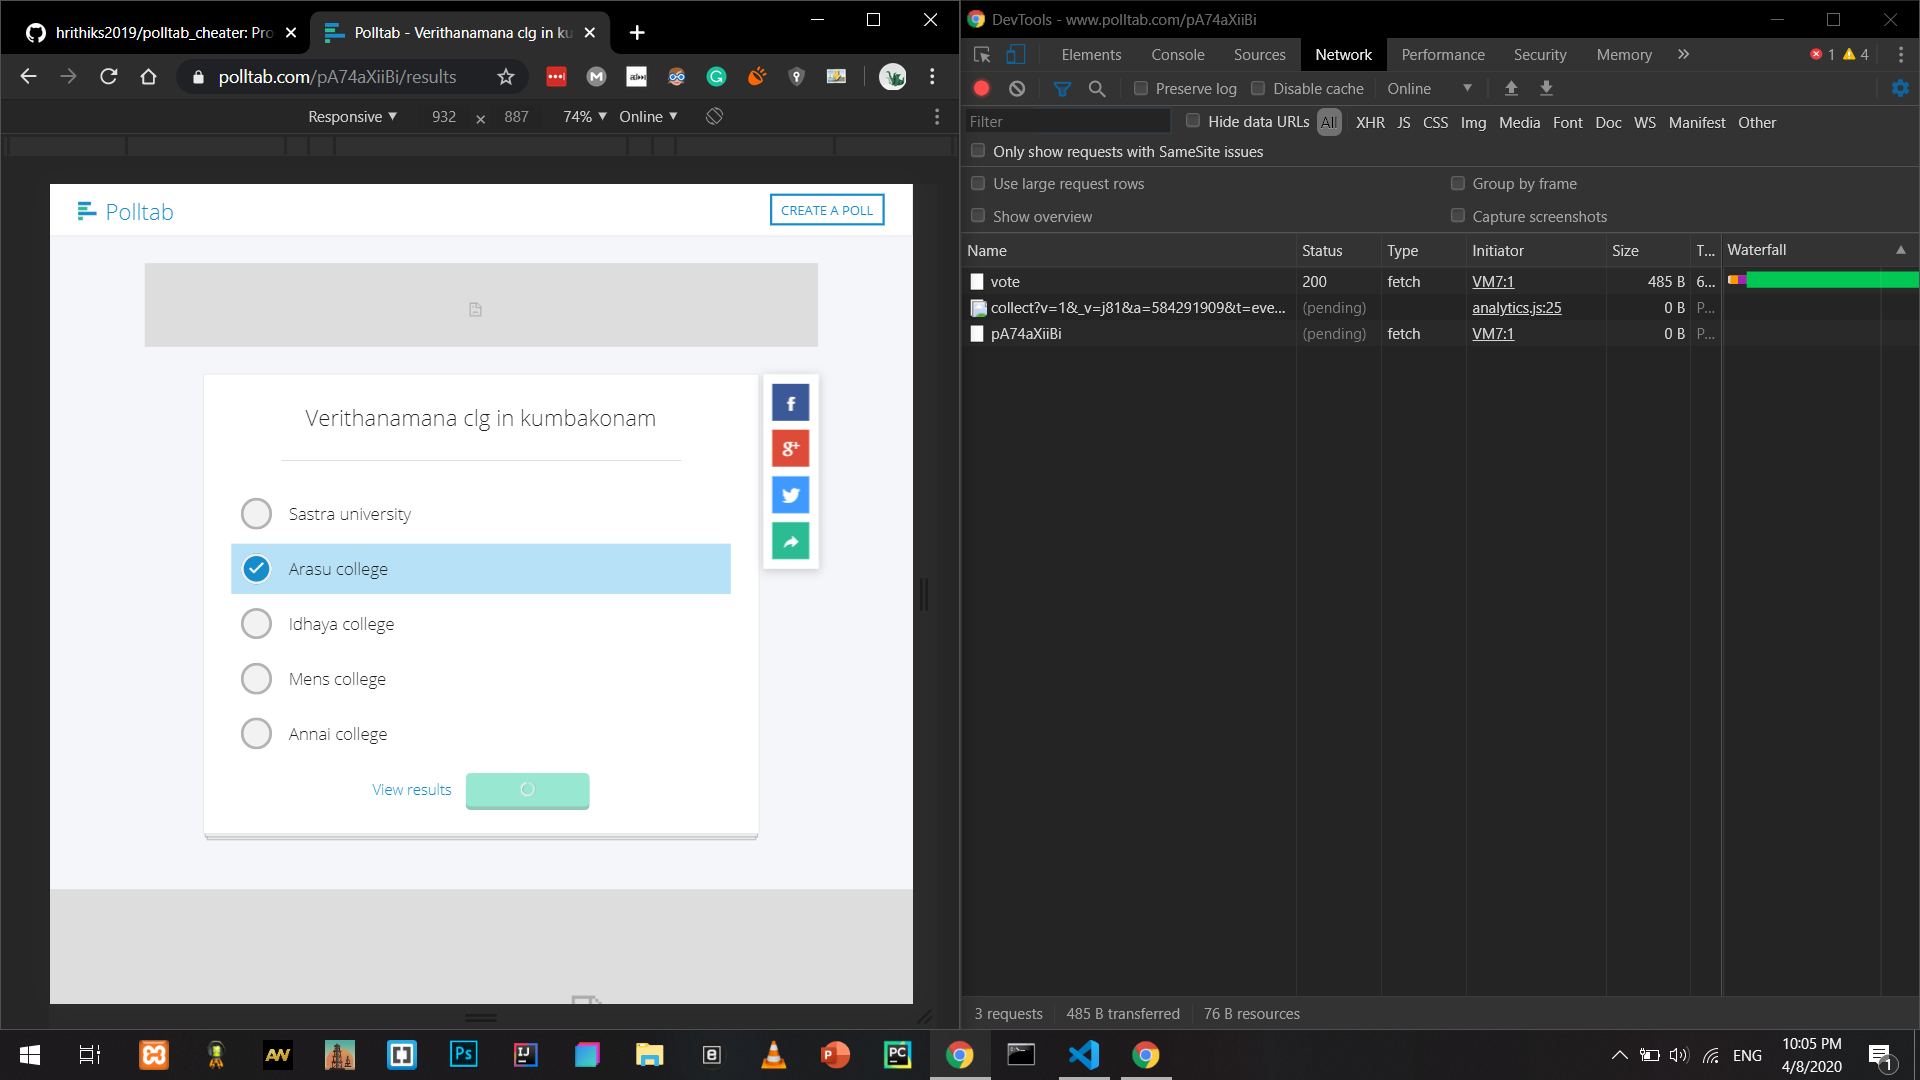 hrithiks2019/polltab_cheater: Pro
Polltab - Verithanamana clg in ku
polltab.com/pA74aXiiBi/results
Responsive
932
×
887
74%
Online
Polltab
CREATE A POLL
Verithanamana clg in kumbakonam
Sastra university
Arasu college
Idhaya college
Mens college
Annai college
View results
DevTools - www.polltab.com/pA74aXiiBi
Elements
Console
Sources
Network
Performance
Security
Memory
»
1
4
Preserve log
Disable cache
Online
Filter
Hide data URLs
All
XHR
JS
CSS
Img
Media
Font
Doc
WS
Manifest
Other
Only show requests with SameSite issues
Use large request rows
Group by frame
Show overview
Capture screenshots
Name
Status
Type
Initiator
Size
T...
Waterfall
vote
200
fetch
VM7:1
485 B
6...
collect?v=1&_v=j81&a=584291909&t=eve...
(pending)
analytics.js:25
0 B
P...
pA74aXiiBi
(pending)
fetch
VM7:1
0 B
P...
3 requests
485 B transferred
76 B resources
ENG
10:05 PM
4/8/2020
1